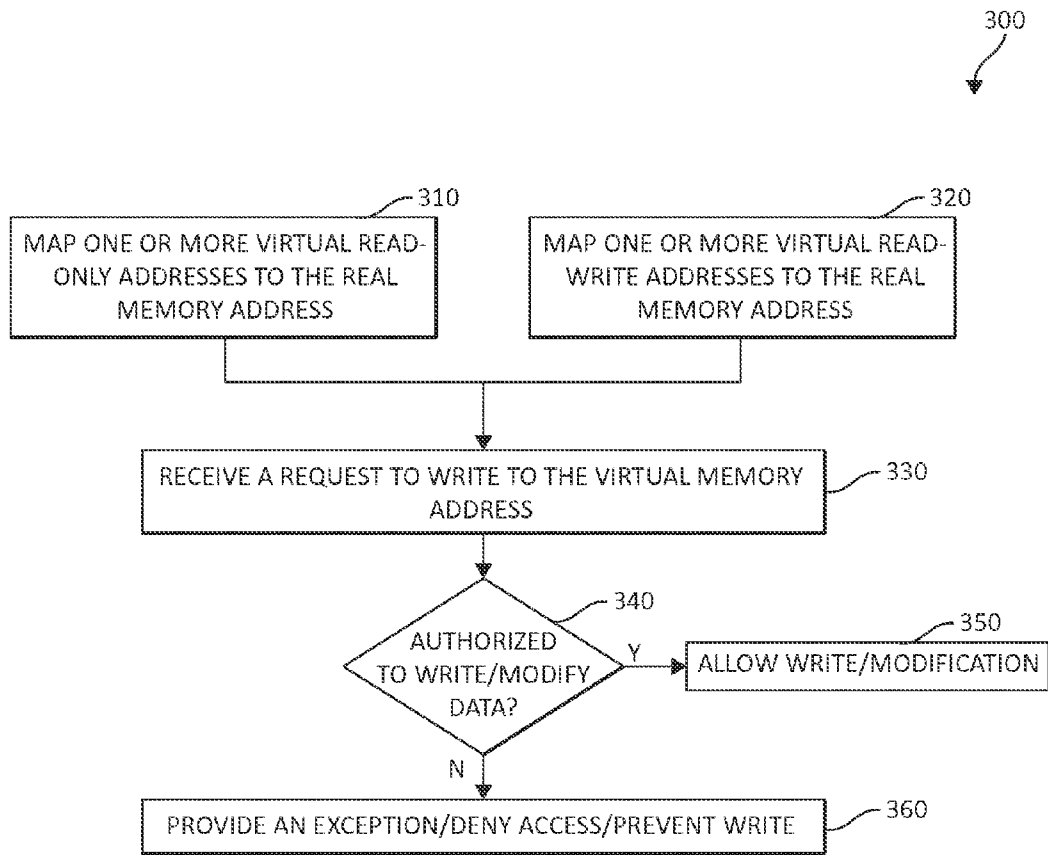 300
310
MAP ONE OR MORE VIRTUAL READ-
ONLY ADDRESSES TO THE REAL
MEMORY ADDRESS
320
MAP ONE OR MORE VIRTUAL READ-
WRITE ADDRESSES TO THE REAL
MEMORY ADDRESS
RECEIVE A REQUEST TO WRITE TO THE VIRTUAL MEMORY
ADDRESS
330
340
AUTHORIZED
TO WRITE/MODIFY
DATA?
Y
350
ALLOW WRITE/MODIFICATION
N
PROVIDE AN EXCEPTION/DENY ACCESS/PREVENT WRITE
360